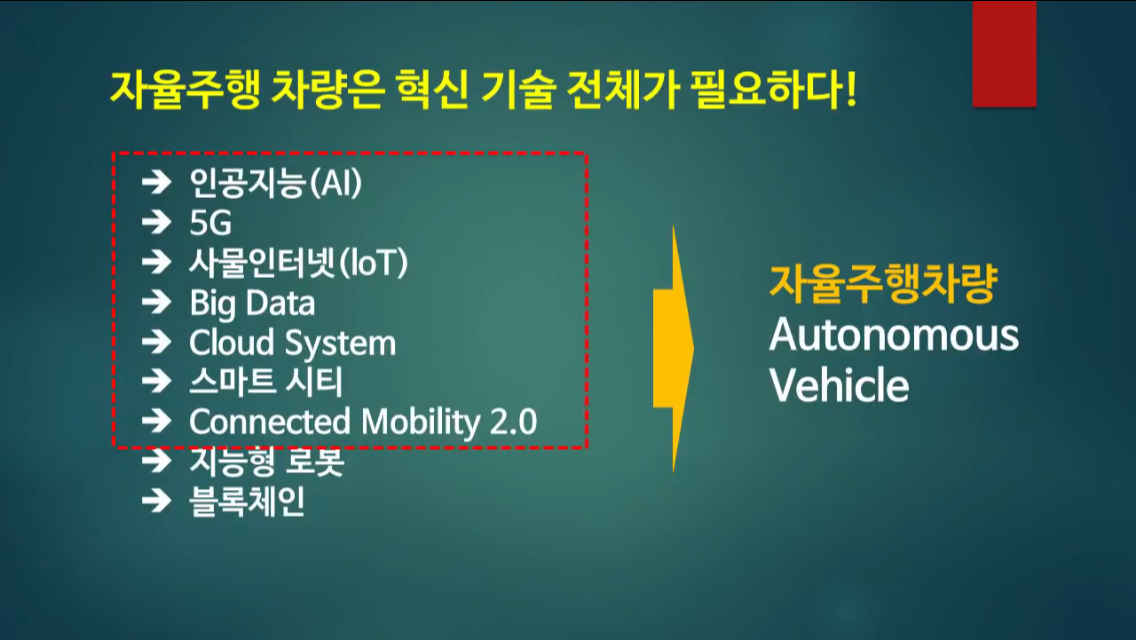 자율주행 차량은 혁신 기술 전체가 필요하다!
➔ 인공지능(AI)
➔ 5G
➔ 사물인터넷(IoT)
➔ Big Data
➔ Cloud System
➔ 스마트 시티
➔ Connected Mobility 2.0
➔ 지능형 로봇
➔ 블록체인
자율주행차량
Autonomous
Vehicle